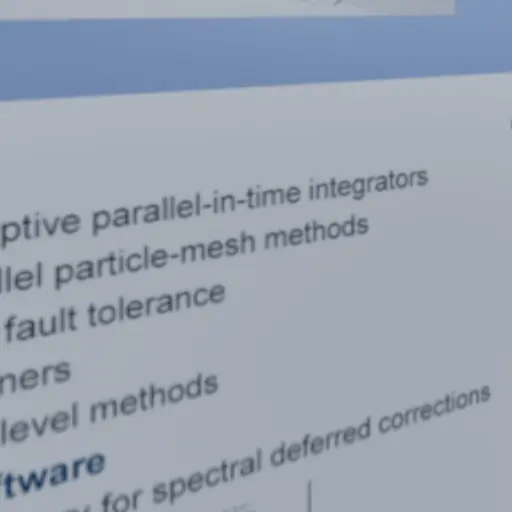 ptive parallel-in-time integrators
llel particle-mesh methods
fault tolerance
ners
level methods
ftware
for spectral deferred corrections